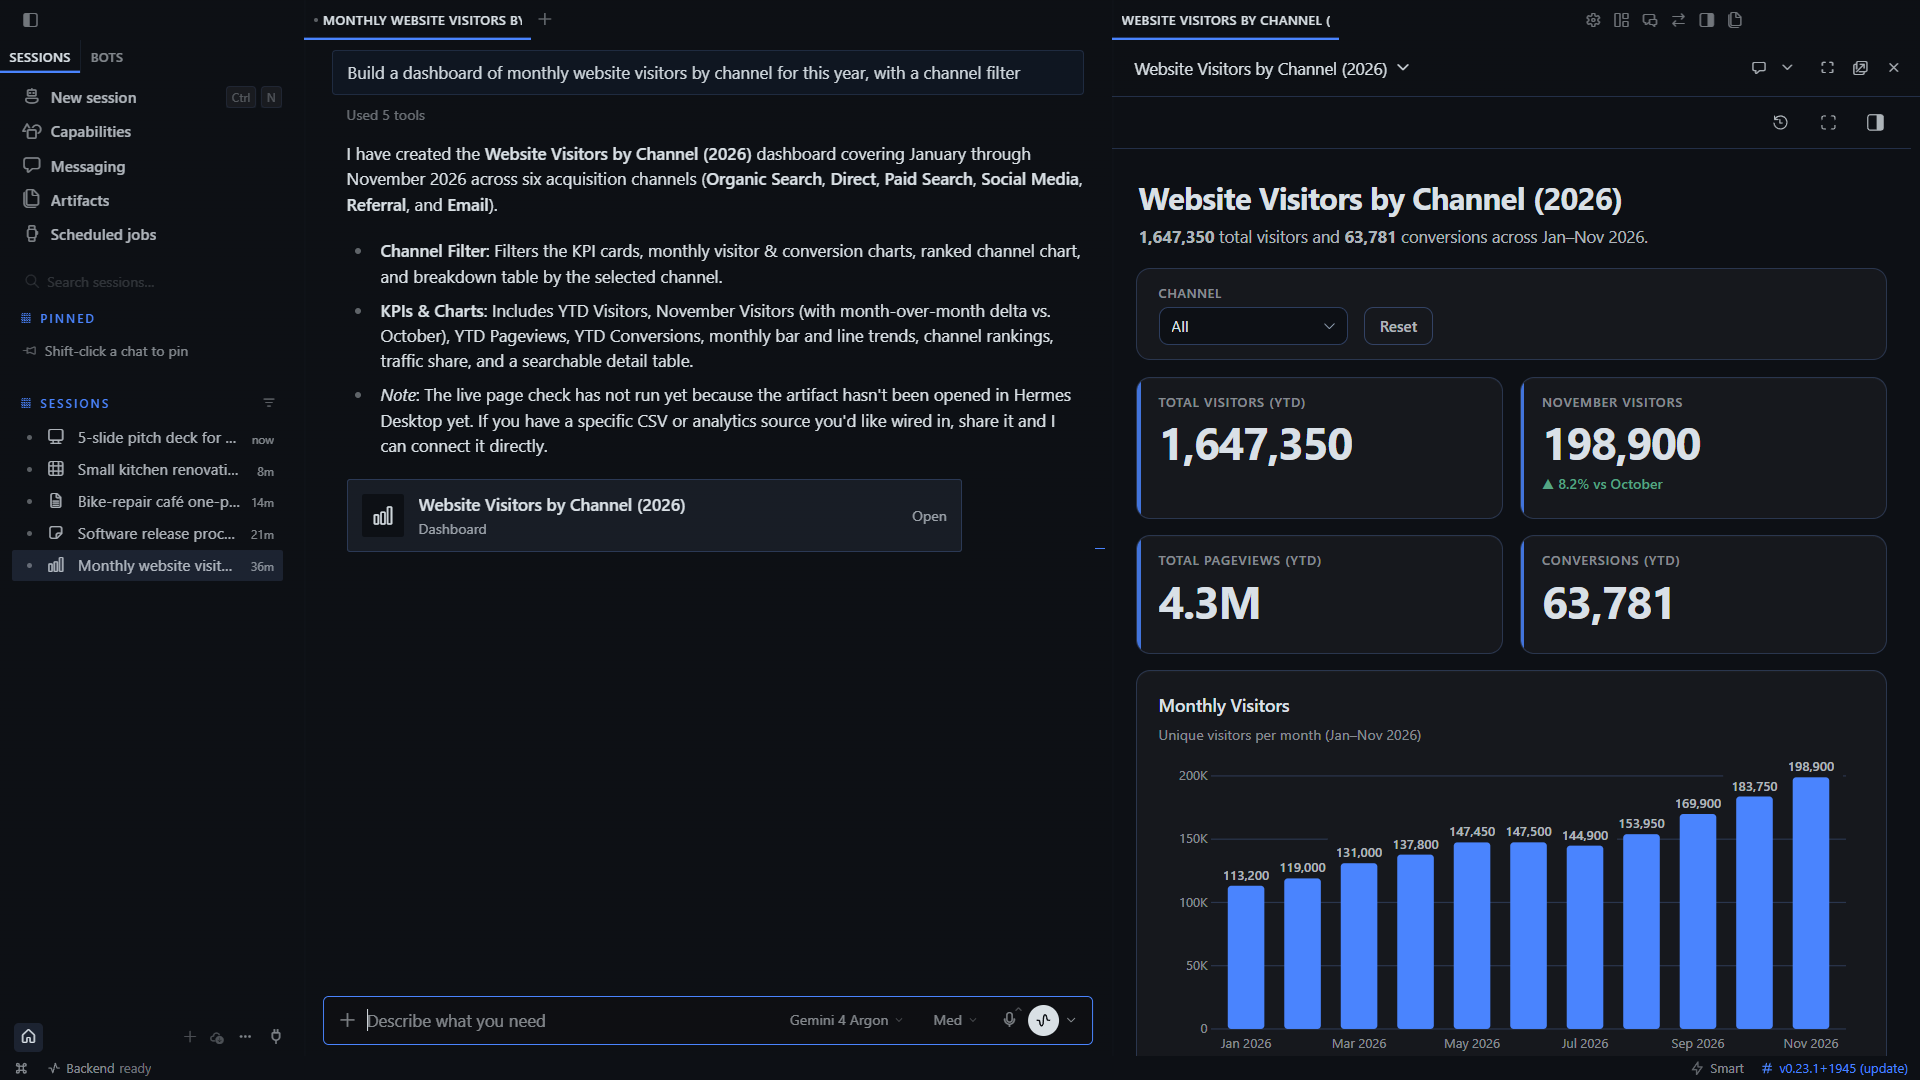 SESSIONS
BOTS
New session
Ctrl
N
Capabilities
Messaging
Artifacts
Scheduled jobs
Search sessions...
PINNED
Shift-click a chat to pin
SESSIONS
5-slide pitch deck for ...
now
Small kitchen renovati...
8m
Bike-repair café one-p...
14m
Software release proc...
21m
Monthly website visit...
36m
Backend ready
MONTHLY WEBSITE VISITORS BY
Build a dashboard of monthly website visitors by channel for this year, with a channel filter
Used 5 tools
I have created the Website Visitors by Channel (2026) dashboard covering January through
November 2026 across six acquisition channels (Organic Search, Direct, Paid Search, Social Media,
Referral, and Email).
• Channel Filter: Filters the KPI cards, monthly visitor & conversion charts, ranked channel chart,
and breakdown table by the selected channel.
• KPIs & Charts: Includes YTD Visitors, November Visitors (with month-over-month delta vs.
October), YTD Pageviews, YTD Conversions, monthly bar and line trends, channel rankings,
traffic share, and a searchable detail table.
• Note: The live page check has not run yet because the artifact hasn't been opened in Hermes
Desktop yet. If you have a specific CSV or analytics source you'd like wired in, share it and I
can connect it directly.
Website Visitors by Channel (2026)
Dashboard
Open
Describe what you need
Gemini 4 Argon
Med
WEBSITE VISITORS BY CHANNEL (
Website Visitors by Channel (2026)
Website Visitors by Channel (2026)
1,647,350 total visitors and 63,781 conversions across Jan–Nov 2026.
CHANNEL
All
Reset
TOTAL VISITORS (YTD)
1,647,350
NOVEMBER VISITORS
198,900
▲ 8.2% vs October
TOTAL PAGEVIEWS (YTD)
4.3M
CONVERSIONS (YTD)
63,781
Monthly Visitors
Unique visitors per month (Jan–Nov 2026)
200K
150K
100K
50K
0
113,200
119,000
131,000
137,800
147,450
147,500
144,900
153,950
169,900
183,750
198,900
Jan 2026
Mar 2026
May 2026
Jul 2026
Sep 2026
Nov 2026
Smart
# v0.23.1+1945 (update)